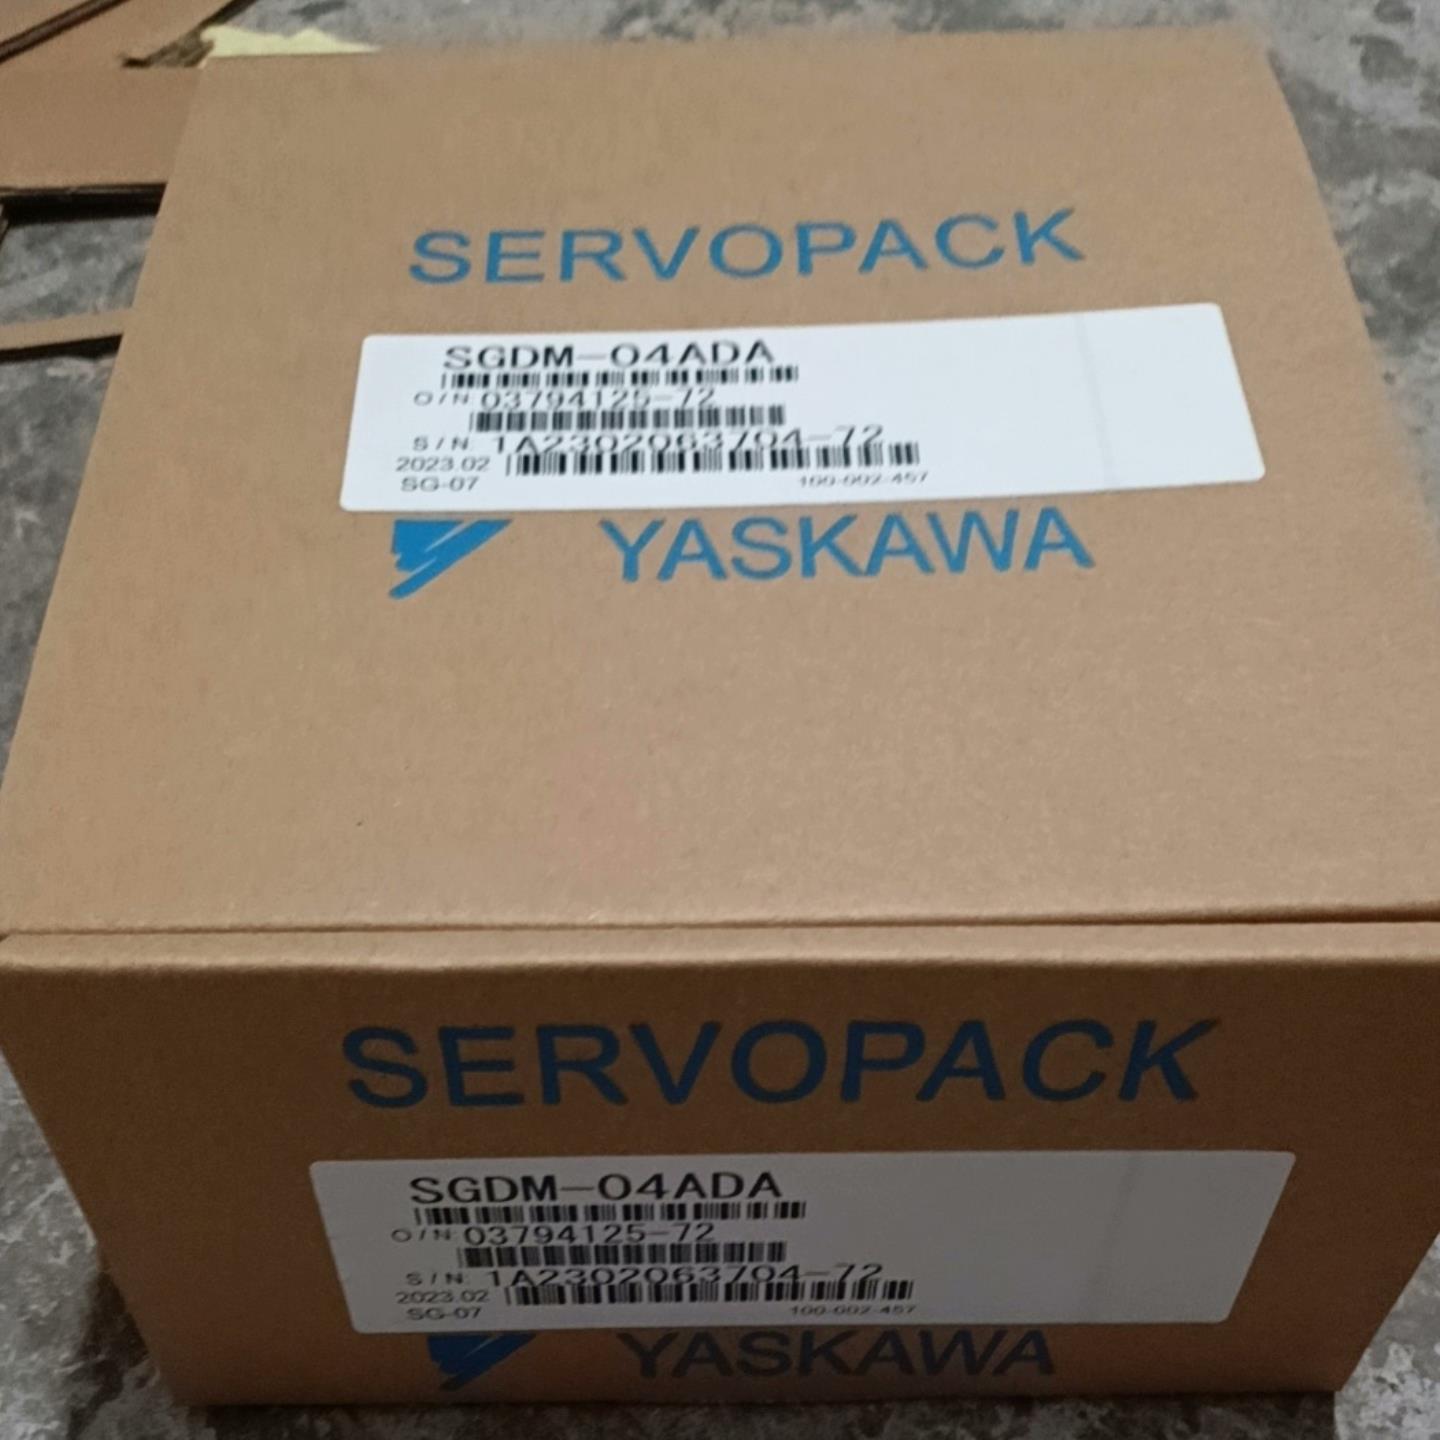 SERVOPACK
SGDM-04ADA
O/N: 03794125-72
S/N: 1A2302063704-72
2023.02
SG-07
100-002-457
YASKAWA
SERVOPACK
SGDM-04ADA
O/N: 03794125-72
S/N: 1A2302063704-72
2023.02
SG-07
100-002-457
YASKAWA